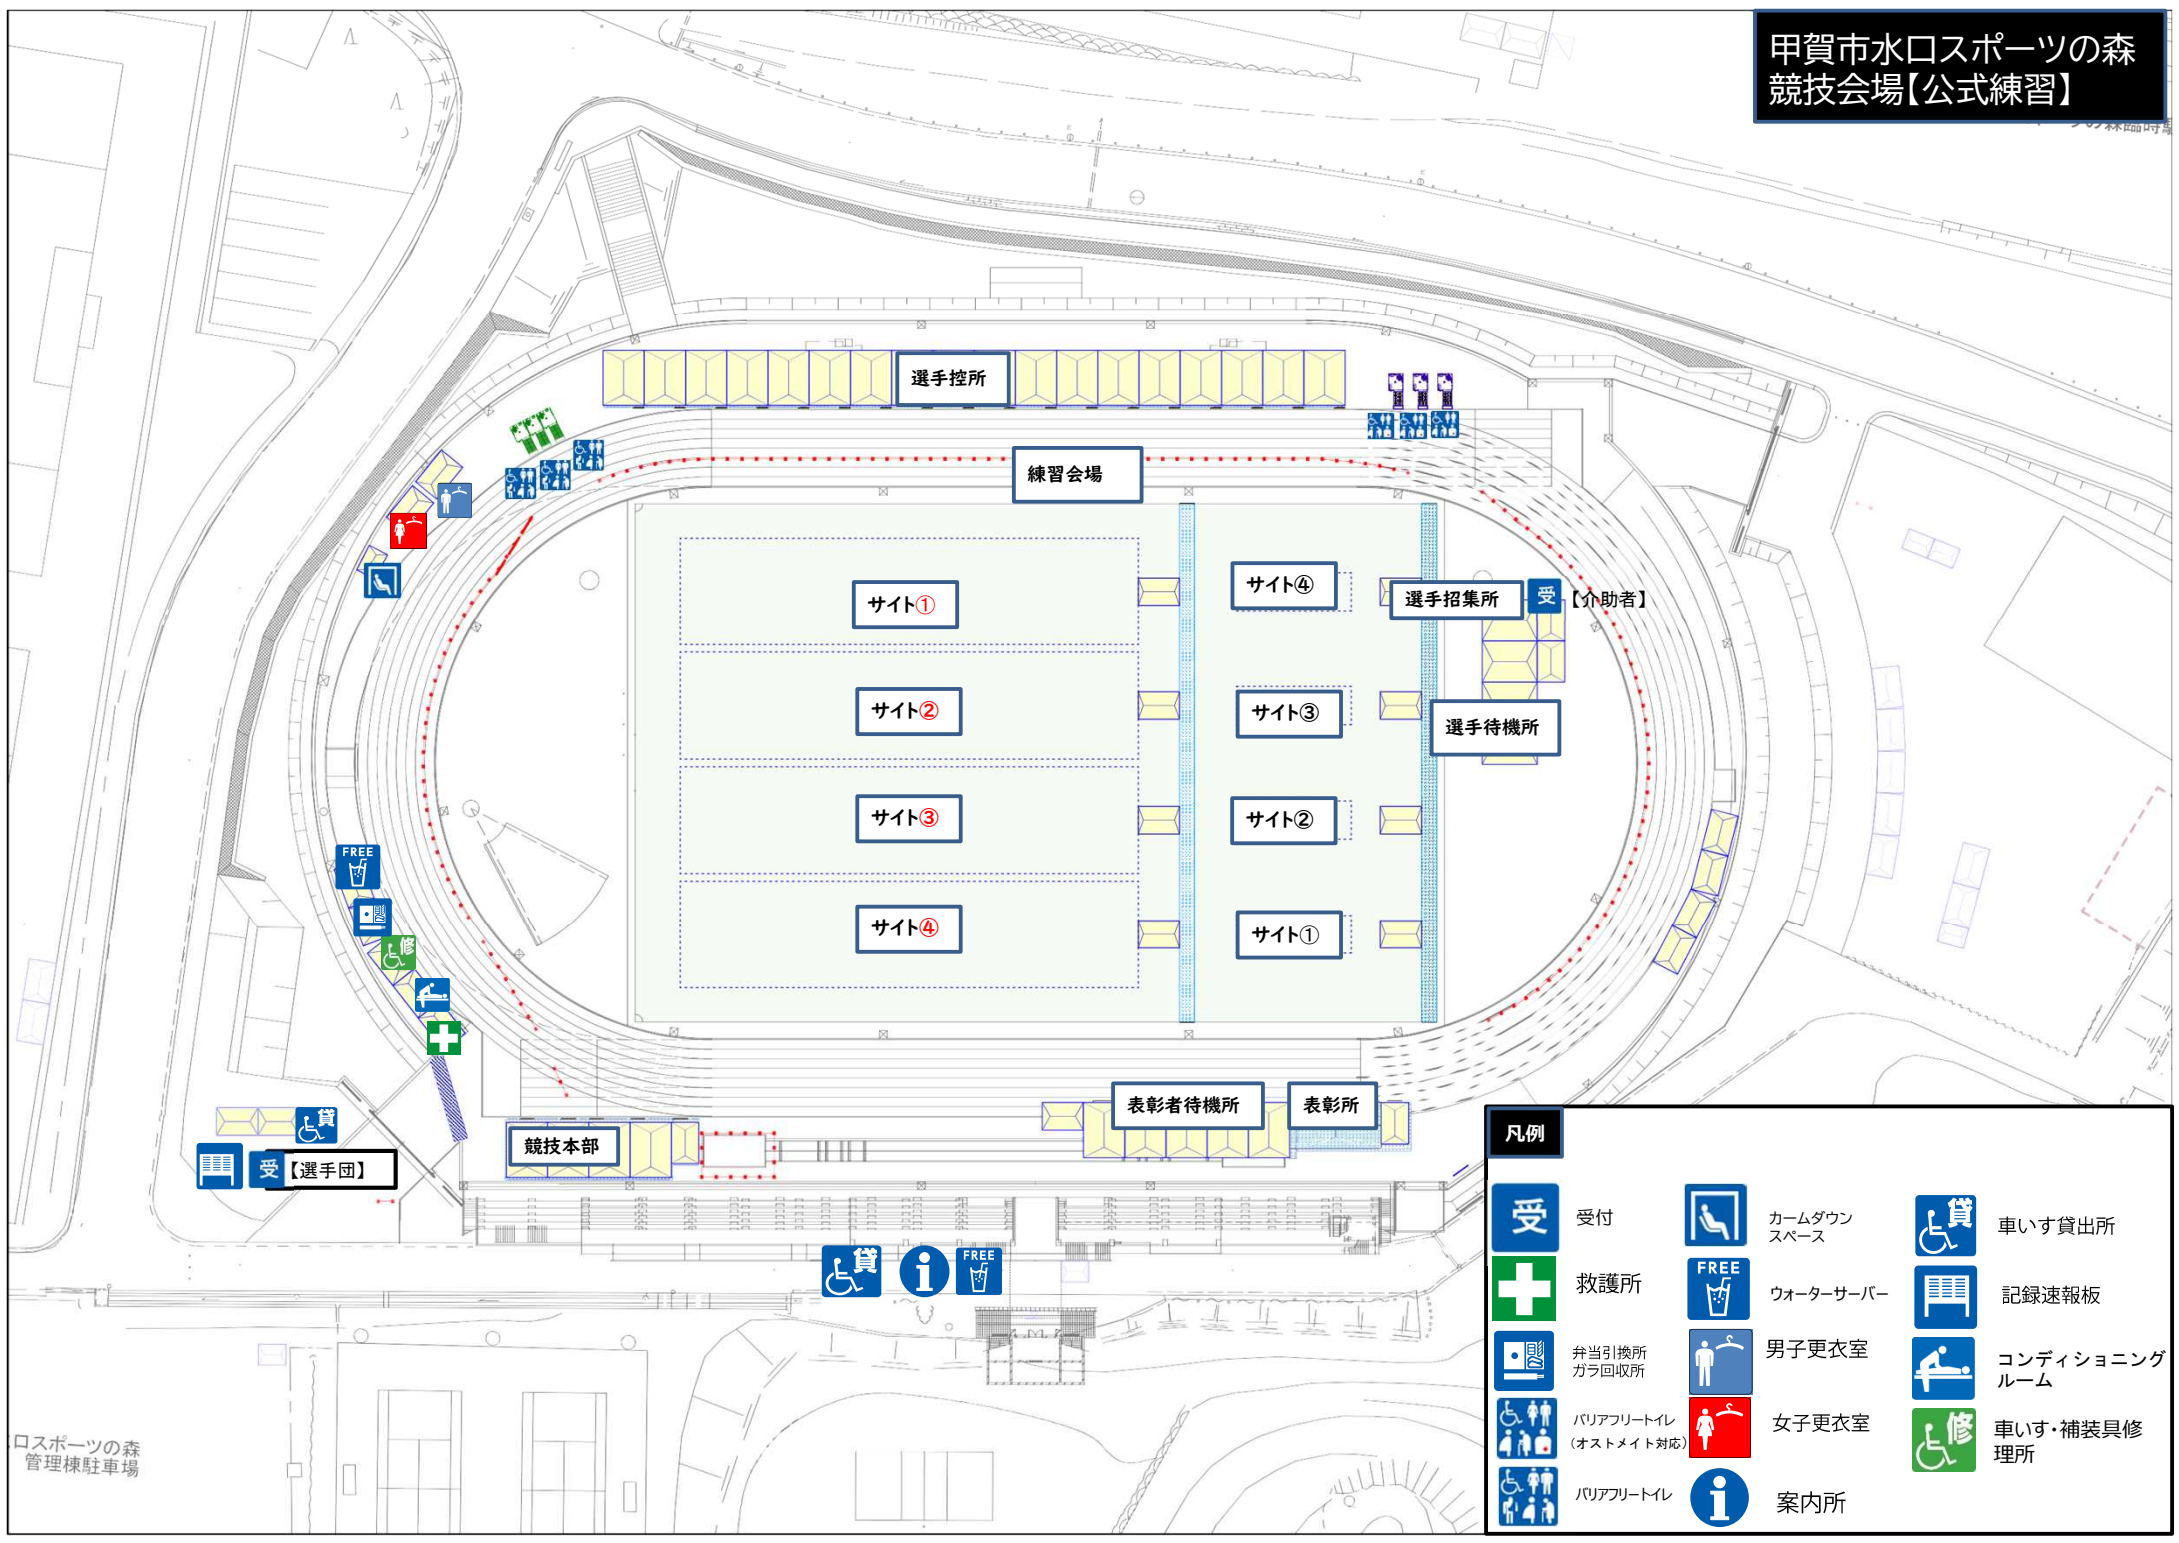 甲賀市水口スポーツの森
競技会場【公式練習】
選手控所
練習会場
サイト①
サイト④
選手招集所
受
【介助者】
サイト②
サイト③
選手待機所
サイト③
サイト②
サイト④
サイト①
FREE
修
貸
受
【選手団】
競技本部
表彰者待機所
表彰所
貸
i
FREE
口スポーツの森
管理棟駐車場
凡例
受
受付
カームダウン
スペース
貸
車いす貸出所
救護所
FREE
ウォーターサーバー
記録速報板
弁当引換所
ガラ回収所
男子更衣室
コンディショニング
ルーム
バリアフリートイレ
(オストメイト対応)
女子更衣室
修
車いす・補装具修
理所
バリアフリートイレ
i
案内所